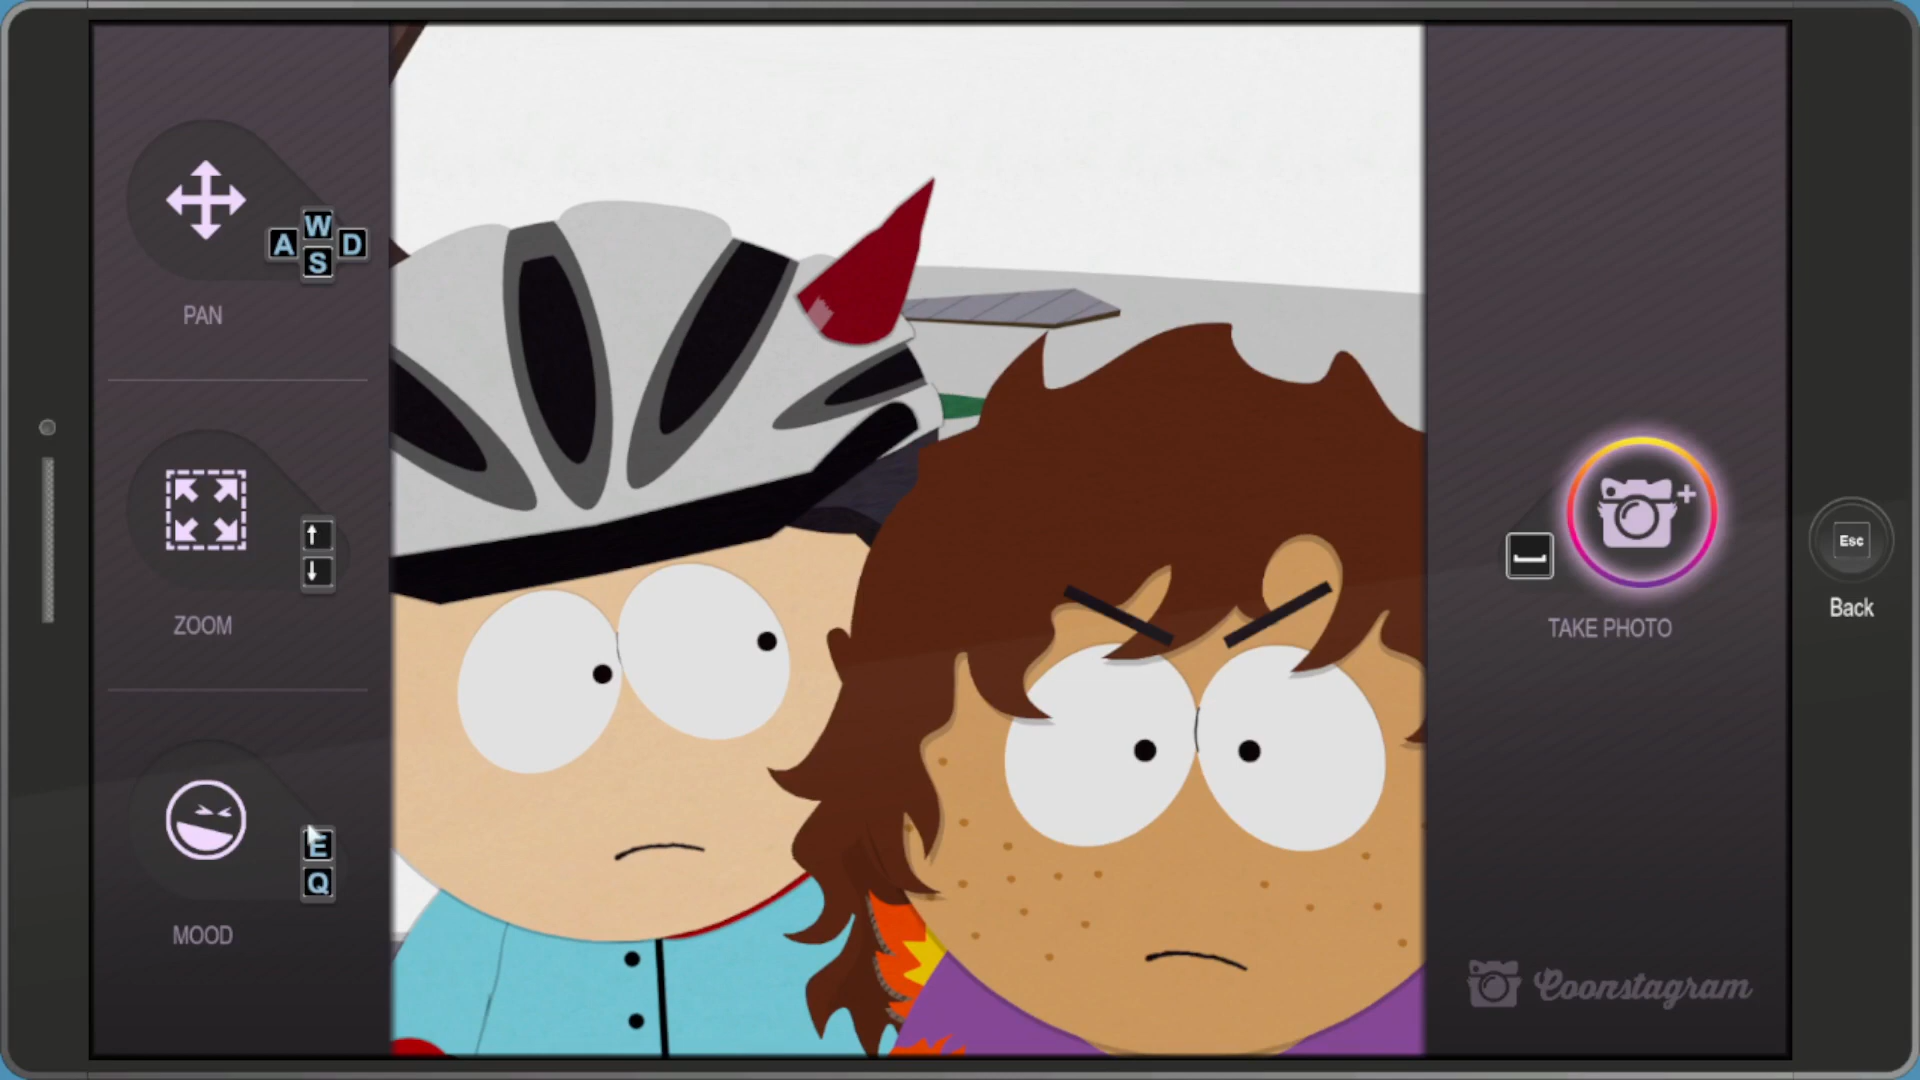 W
A D
S
PAN
↑
↓
ZOOM
E
Q
MOOD
TAKE PHOTO
Esc
Back
Coonstagram